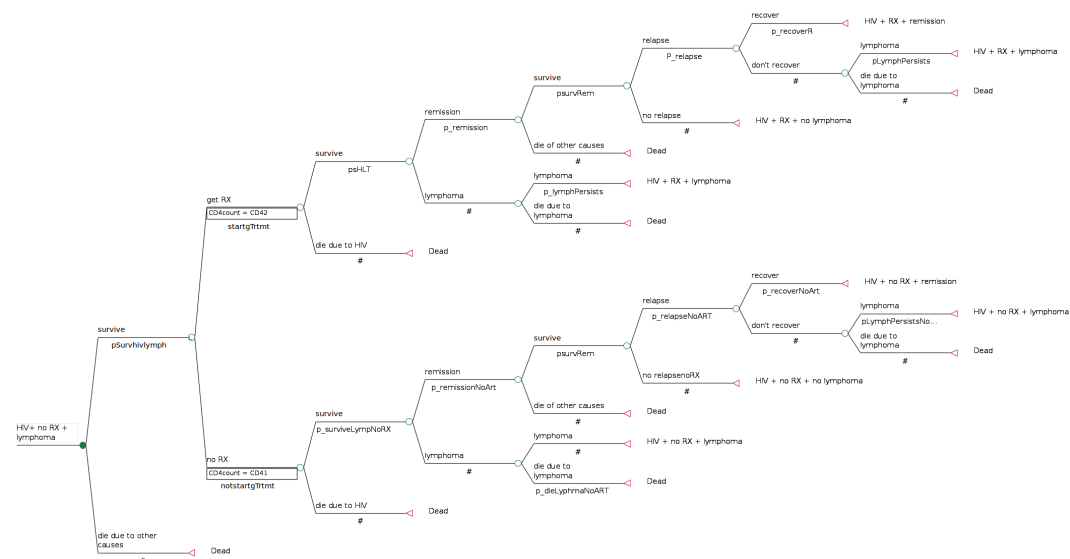 recover
HIV + RX + remission
p_recoverR
relapse
lymphoma
HIV + RX + lymphoma
P_relapse
pLymphPersists
don't recover
die due to
lymphoma
Dead
#
#
survive
psurvRem
no relapse
HIV + RX + no lymphoma
#
remission
p_remission
die of other causes
Dead
#
survive
psHLT
lymphoma
HIV + RX + lymphoma
p_lymphPersists
lymphoma
#
die due to
lymphoma
Dead
#
get RX
CD4count = CD42
startgTrtmt
die due to HIV
Dead
#
recover
HIV + no RX + remission
p_recoverNoArt
relapse
lymphoma
HIV + no RX + lymphoma
p_relapseNoART
pLymphPersistsNo...
don't recover
die due to
lymphoma
Dead
#
#
survive
pSurvhivlymph
survive
psurvRem
no relapsenoRX
HIV + no RX + no lymphoma
#
remission
p_remissionNoArt
die of other causes
Dead
#
survive
p_surviveLympNoRX
lymphoma
HIV + no RX + lymphoma
#
lymphoma
#
die due to
lymphoma
Dead
p_dieLyphmaNoART
HIV+ no RX +
lymphoma
no RX
CD4count = CD41
notstartgTrtmt
die due to HIV
Dead
#
die due to other
causes
Dead